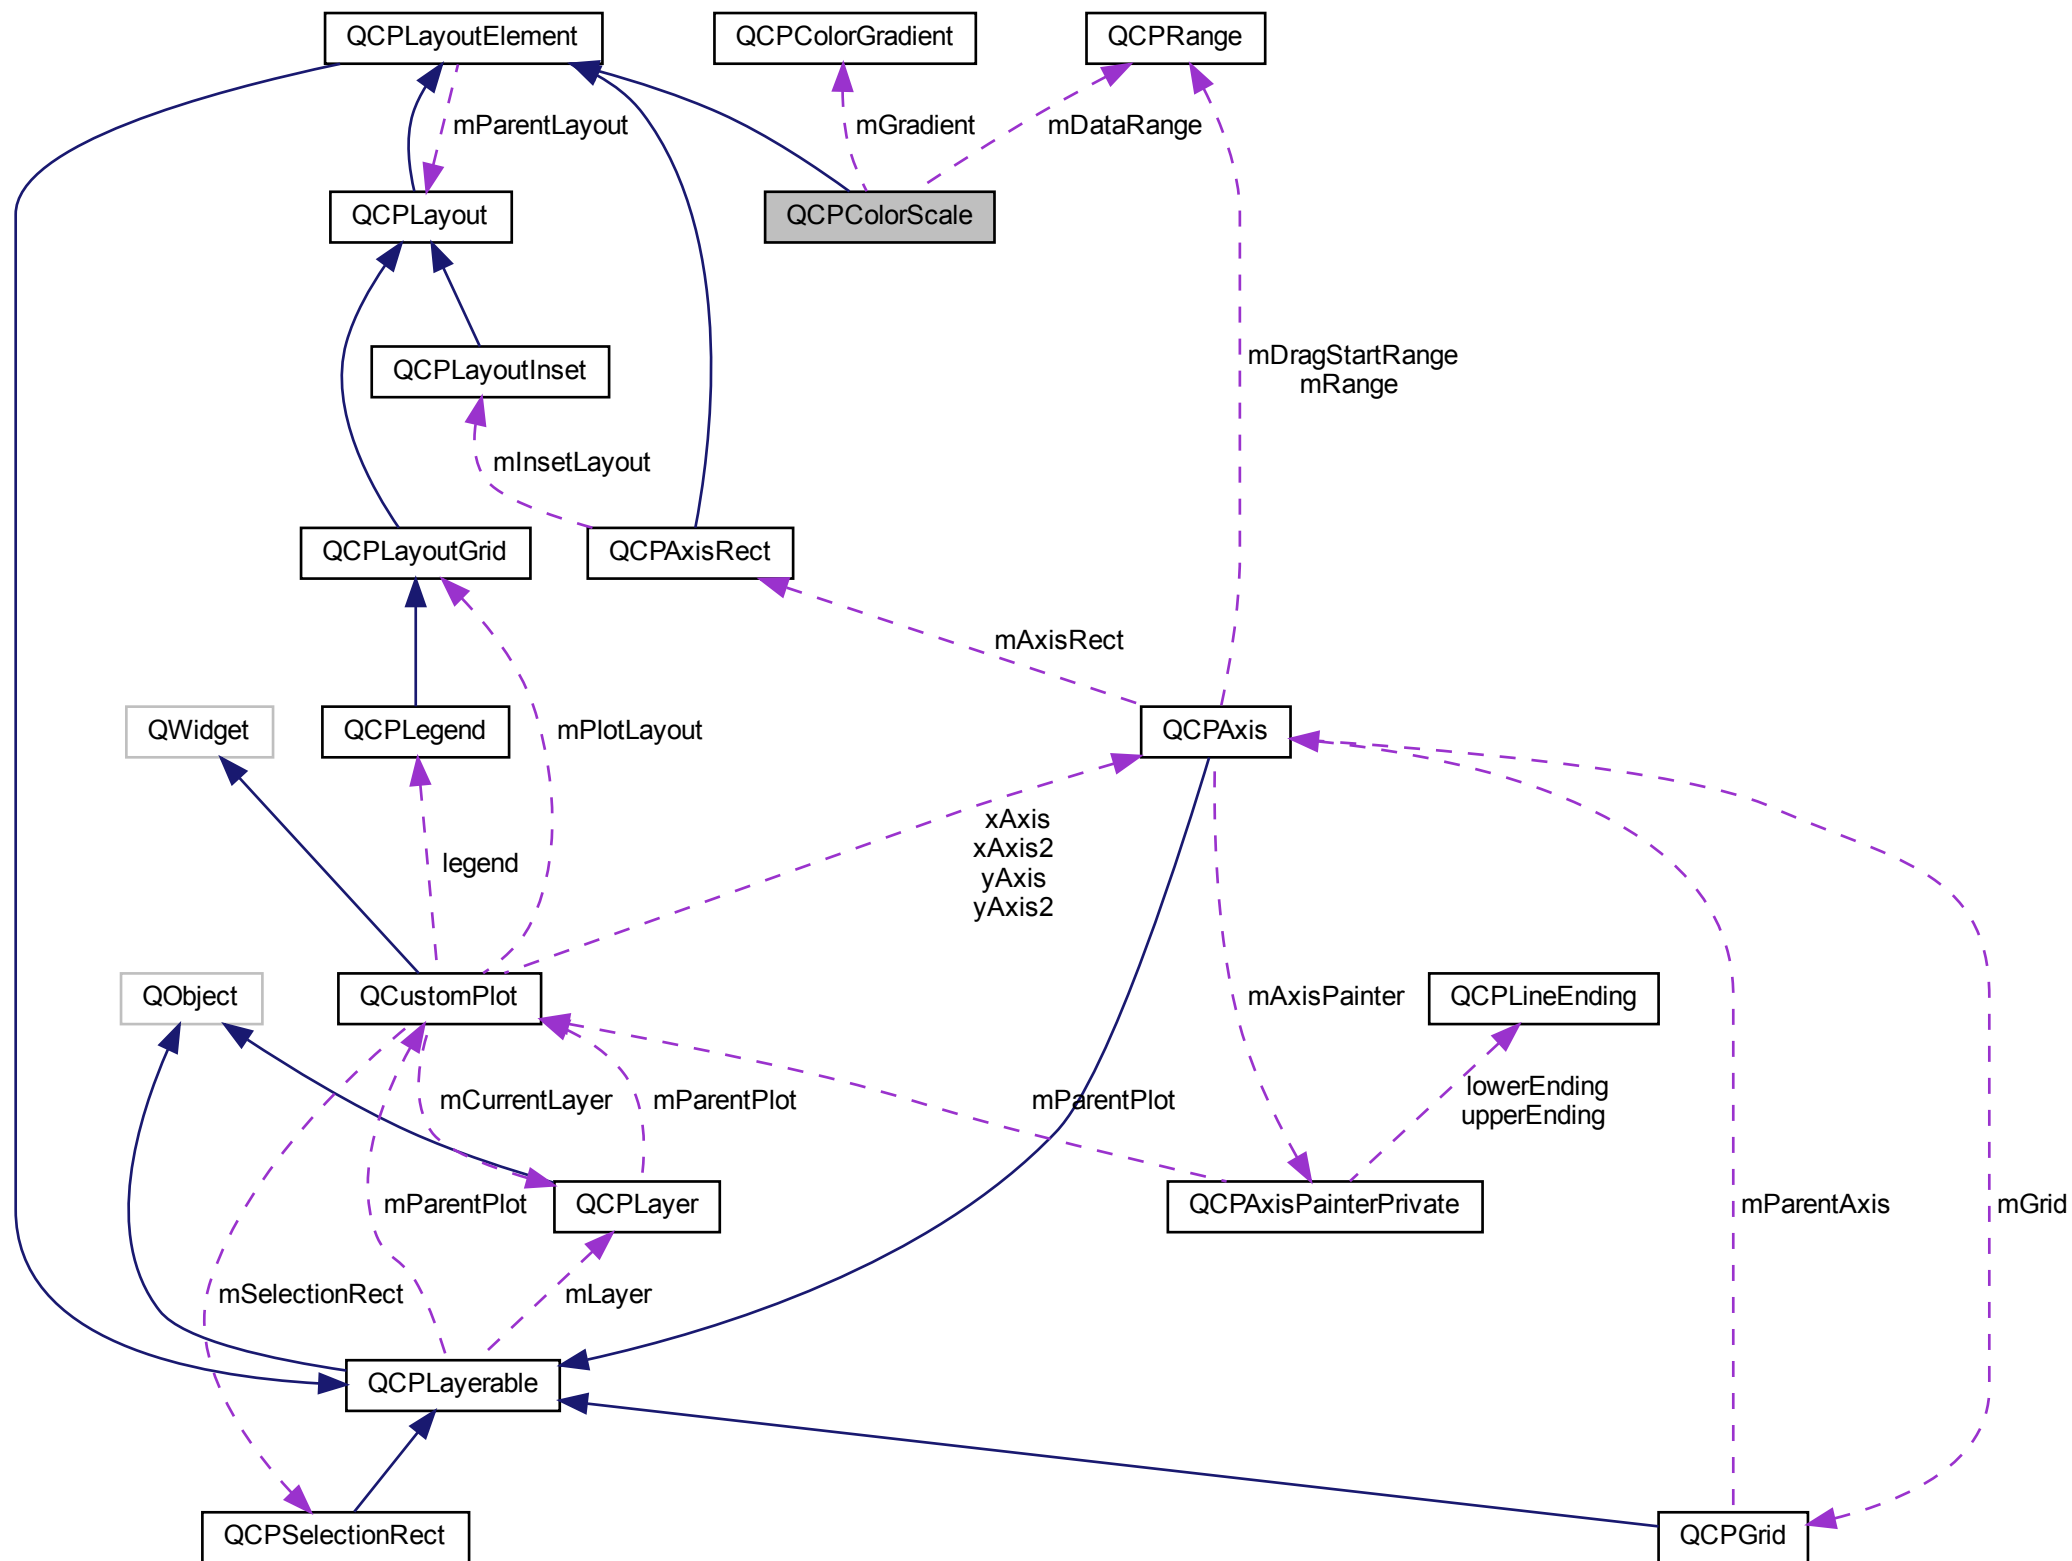 QCPLayoutElement
QCPColorGradient
QCPRange
mParentLayout
mGradient
mDataRange
QCPLayout
QCPColorScale
mDragStartRange
mRange
QCPLayoutInset
mInsetLayout
QCPLayoutGrid
QCPAxisRect
mAxisRect
QWidget
QCPLegend
mPlotLayout
QCPAxis
xAxis
xAxis2
yAxis
yAxis2
legend
QObject
QCustomPlot
mAxisPainter
QCPLineEnding
mCurrentLayer
mParentPlot
mParentPlot
lowerEnding
upperEnding
mParentPlot
QCPLayer
QCPAxisPainterPrivate
mParentAxis
mGrid
mSelectionRect
mLayer
QCPLayerable
QCPSelectionRect
QCPGrid